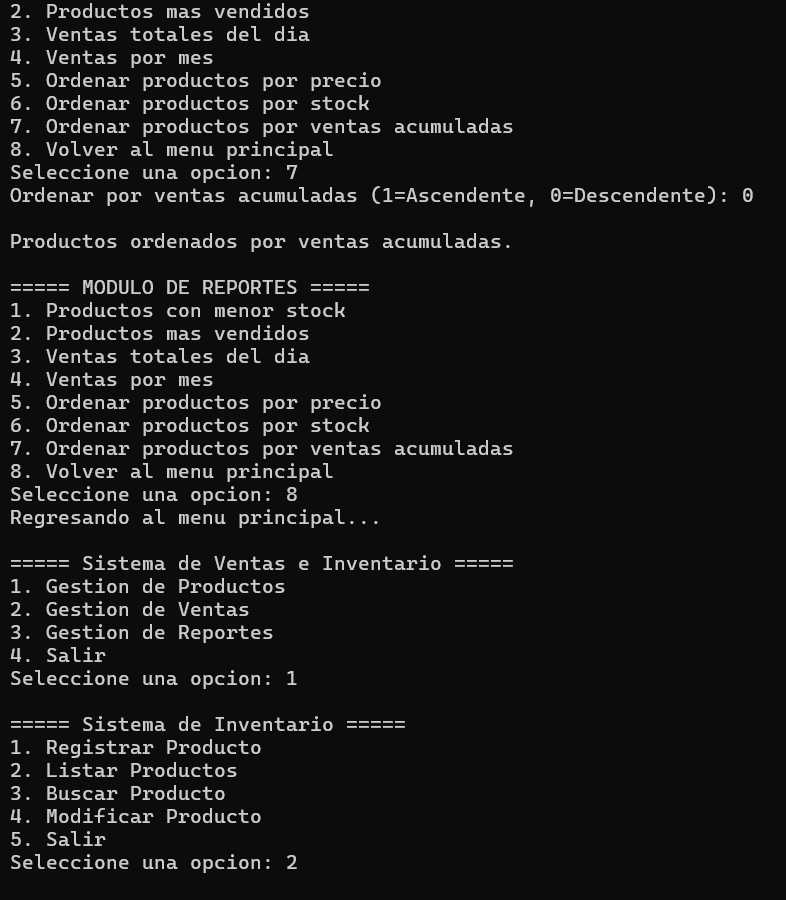 2. Productos mas vendidos
3. Ventas totales del dia
4. Ventas por mes
5. Ordenar productos por precio
6. Ordenar productos por stock
7. Ordenar productos por ventas acumuladas
8. Volver al menu principal
Seleccione una opcion: 7
Ordenar por ventas acumuladas (1=Ascendente, 0=Descendente): 0
Productos ordenados por ventas acumuladas.
===== MODULO DE REPORTES =====
1. Productos con menor stock
2. Productos mas vendidos
3. Ventas totales del dia
4. Ventas por mes
5. Ordenar productos por precio
6. Ordenar productos por stock
7. Ordenar productos por ventas acumuladas
8. Volver al menu principal
Seleccione una opcion: 8
Regresando al menu principal...
===== Sistema de Ventas e Inventario =====
1. Gestion de Productos
2. Gestion de Ventas
3. Gestion de Reportes
4. Salir
Seleccione una opcion: 1
===== Sistema de Inventario =====
1. Registrar Producto
2. Listar Productos
3. Buscar Producto
4. Modificar Producto
5. Salir
Seleccione una opcion: 2